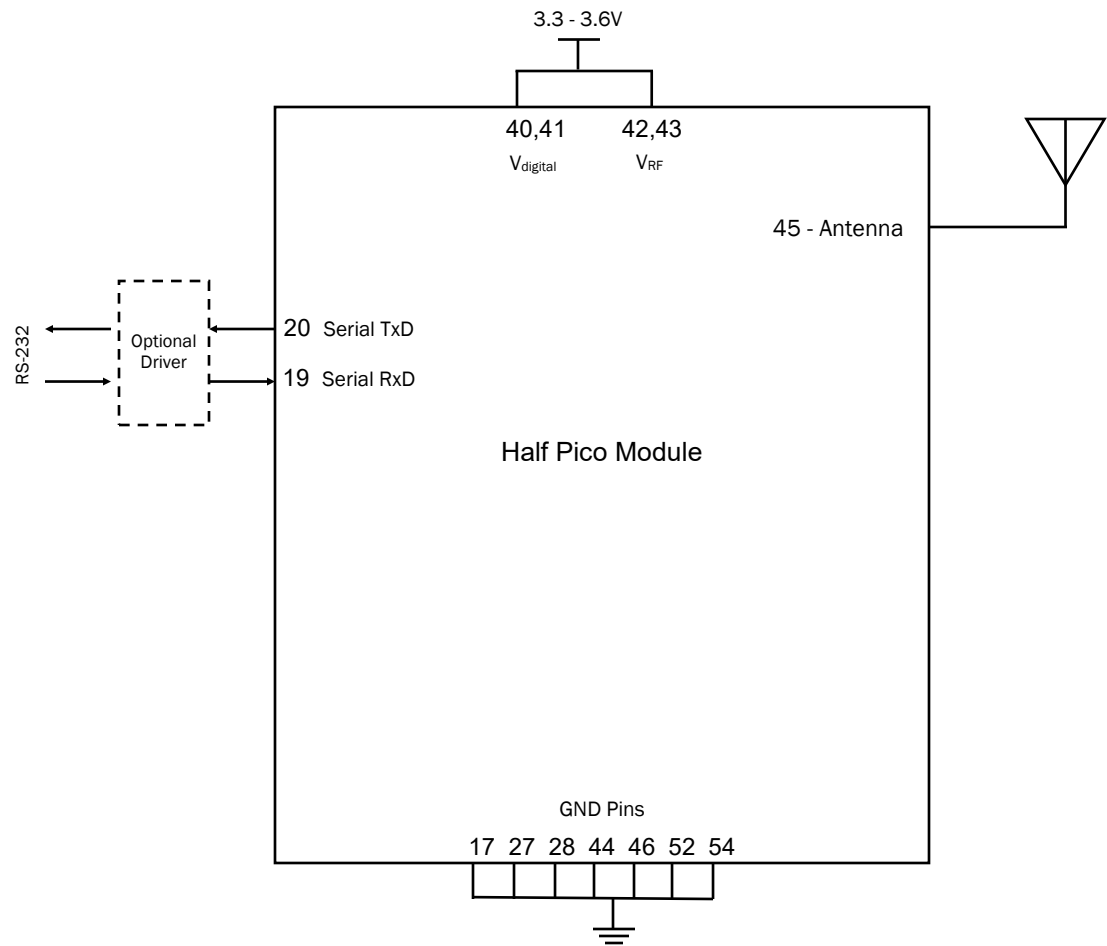 3.3 - 3.6V
40,41 42,43
Vdigital VRF
45 - Antenna
RS-232
Optional
Driver
20 Serial TxD
19 Serial RxD
Half Pico Module
GND Pins
17 27 28 44 46 52 54